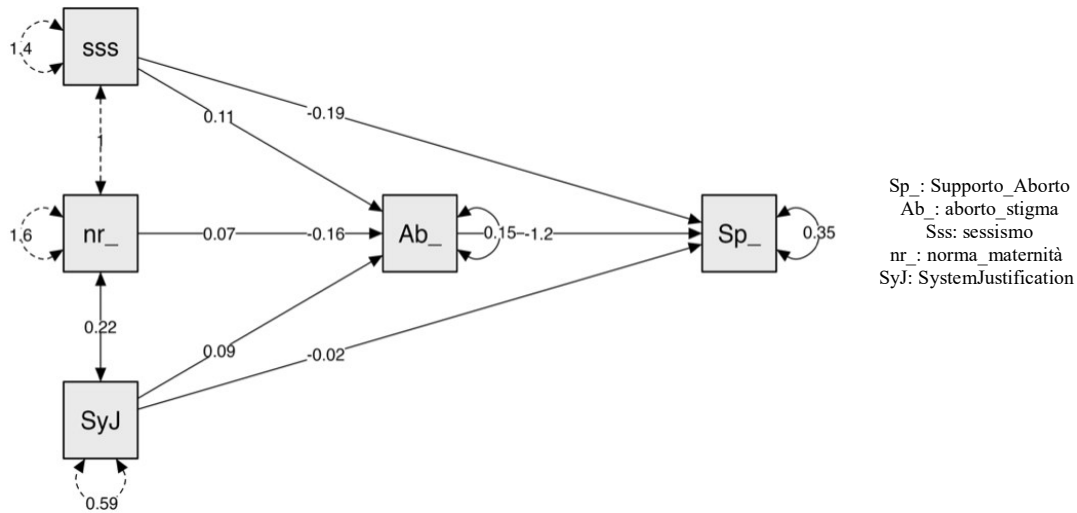 sss
1.4
0.11
-0.19
1
nr_
1.6
0.07
-0.16
Ab_
0.15
-1.2
Sp_
0.35
0.22
0.09
-0.02
SyJ
0.59
Sp_: Supporto_Aborto
Ab_: aborto_stigma
Sss: sessismo
nr_: norma_maternità
SyJ: SystemJustification